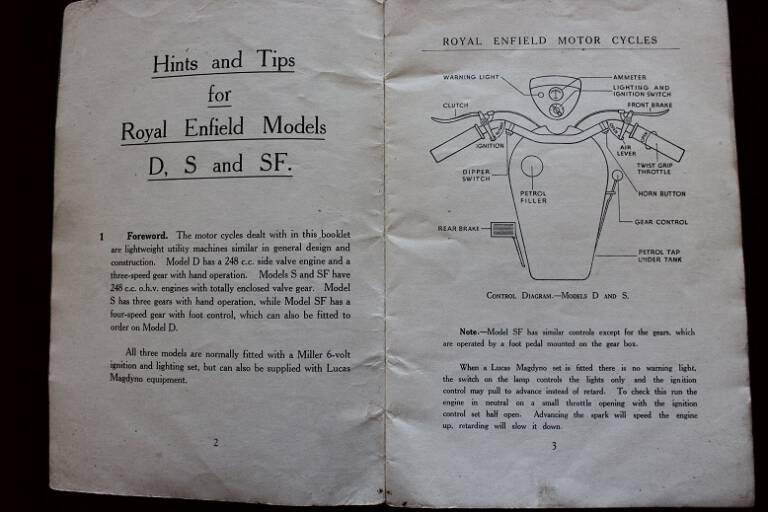 Hints and Tips
for
Royal Enfield Models
D, S and SF.
1 Foreword. The motor cycles dealt with in this booklet
are lightweight utility machines similar in general design and
construction. Model D has a 248 c.c. side valve engine and a
three-speed gear with hand operation. Models S and SF have
248 c.c. o.h.v. engines with totally enclosed valve gear. Model
S has three gears with hand operation, while Model SF has a
four-speed gear with foot control, which can also be fitted to
order on Model D.
All three models are normally fitted with a Miller 6-volt
ignition and lighting set, but can also be supplied with Lucas
Magdyno equipment.
2
ROYAL ENFIELD MOTOR CYCLES
WARNING LIGHT
AMMETER
LIGHTING AND
IGNITION SWITCH
CLUTCH
FRONT BRAKE
IGNITION
AIR
LEVER
TWIST GRIP
THROTTLE
DIPPER
SWITCH
PETROL
FILLER
HORN BUTTON
GEAR CONTROL
REAR BRAKE
PETROL TAP
UNDER TANK
CONTROL DIAGRAM.—MODELS D AND S.
Note.—Model SF has similar controls except for the gears, which
are operated by a foot pedal mounted on the gear box.
When a Lucas Magdyno set is fitted there is no warning light,
the switch on the lamp controls the lights only and the ignition
control may pull to advance instead of retard. To check this run the
engine in neutral on a small throttle opening with the ignition
control set half open. Advancing the spark will speed the engine
up, retarding will slow it down.
3